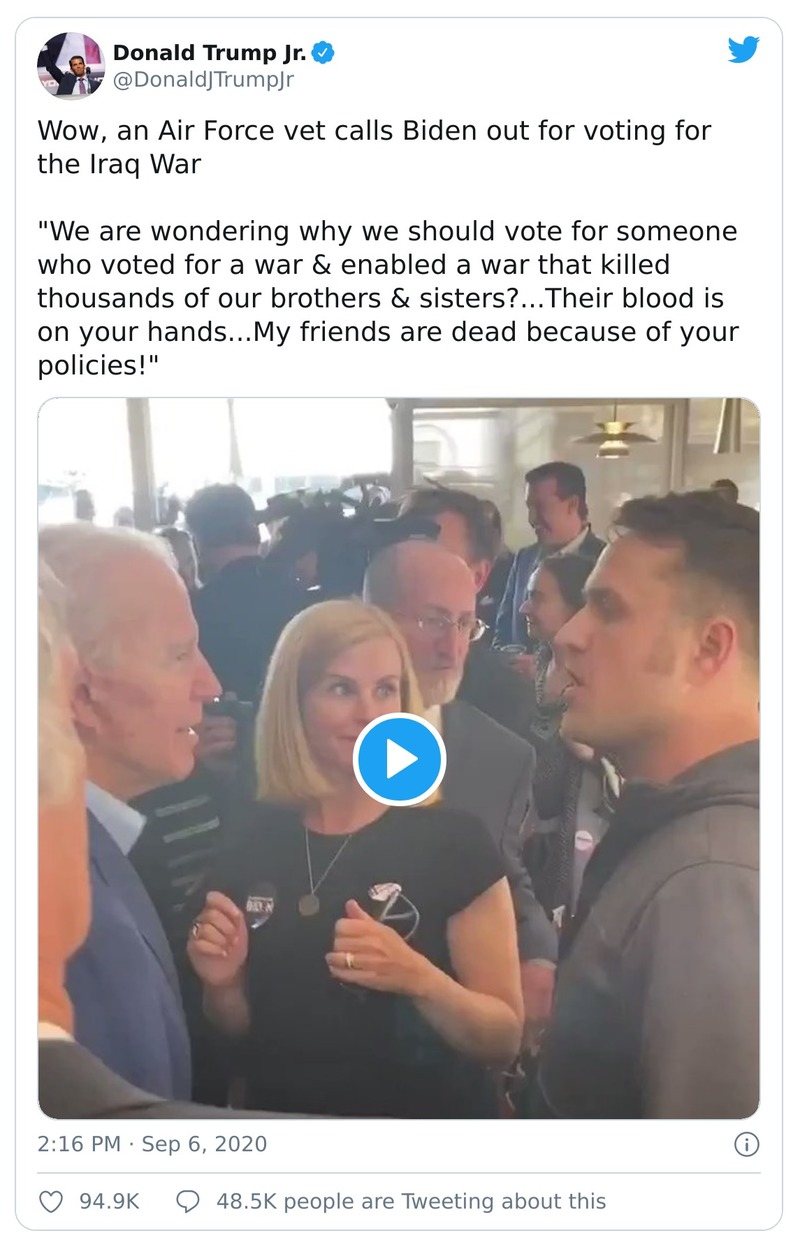 Donald Trump Jr.
@DonaldJTrumpJr
Wow, an Air Force vet calls Biden out for voting for
the Iraq War
"We are wondering why we should vote for someone
who voted for a war & enabled a war that killed
thousands of our brothers & sisters?...Their blood is
on your hands...My friends are dead because of your
policies!"
BIDEN
2:16 PM · Sep 6, 2020
94.9K 48.5K people are Tweeting about this